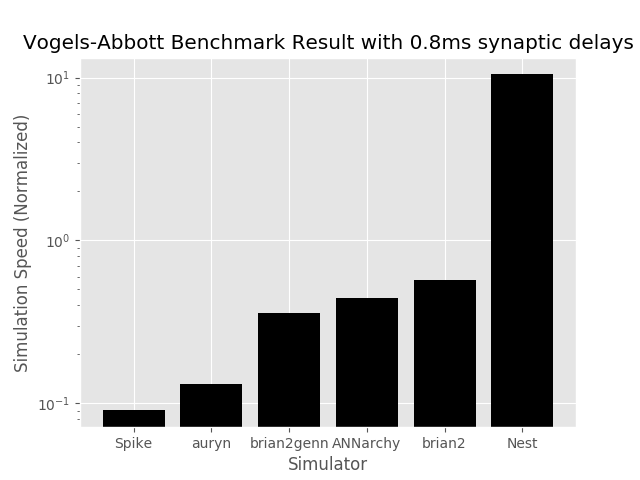 Vogels-Abbott Benchmark Result with 0.8ms synaptic delays
Simulation Speed (Normalized)
10¹
10⁰
10⁻¹
Spike auryn brian2genn ANNarchy brian2 Nest
Simulator